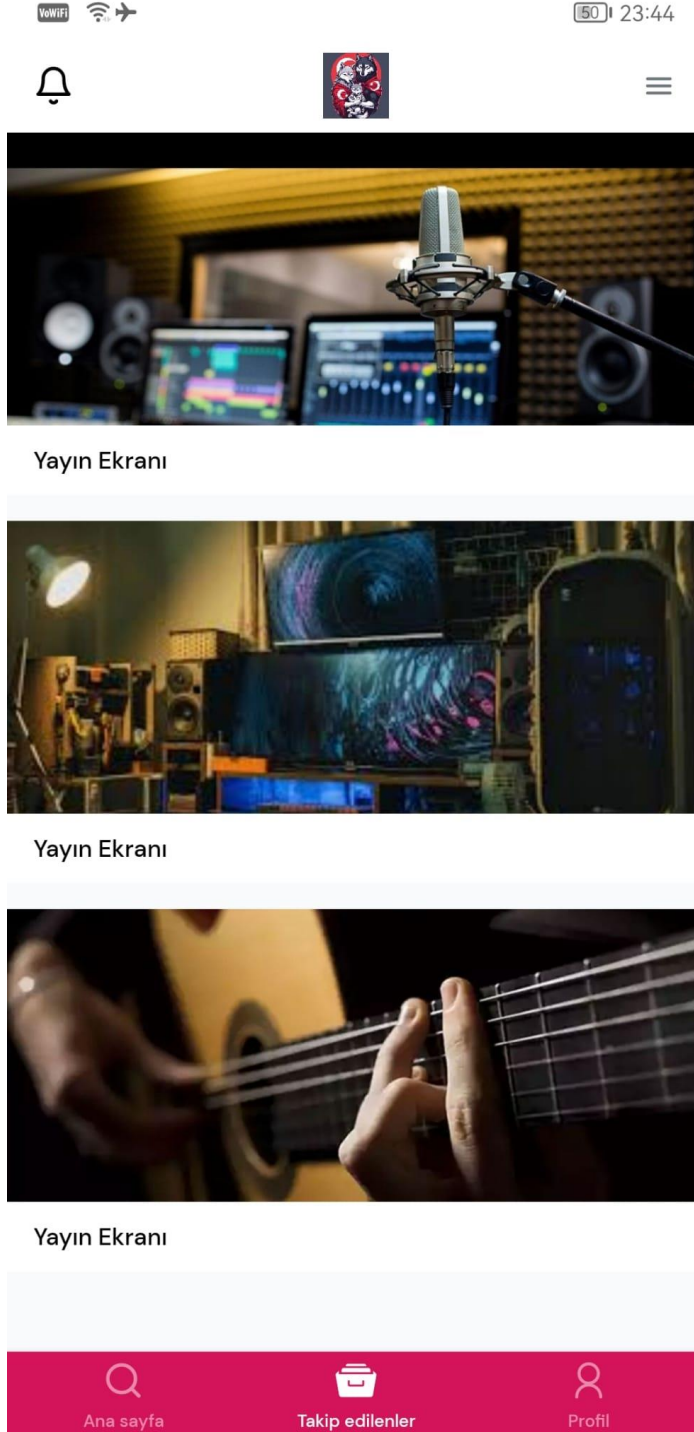 VoWiFi
50 23:44
Yayın Ekranı
Yayın Ekranı
Yayın Ekranı
Ana sayfa
Takip edilenler
Profil